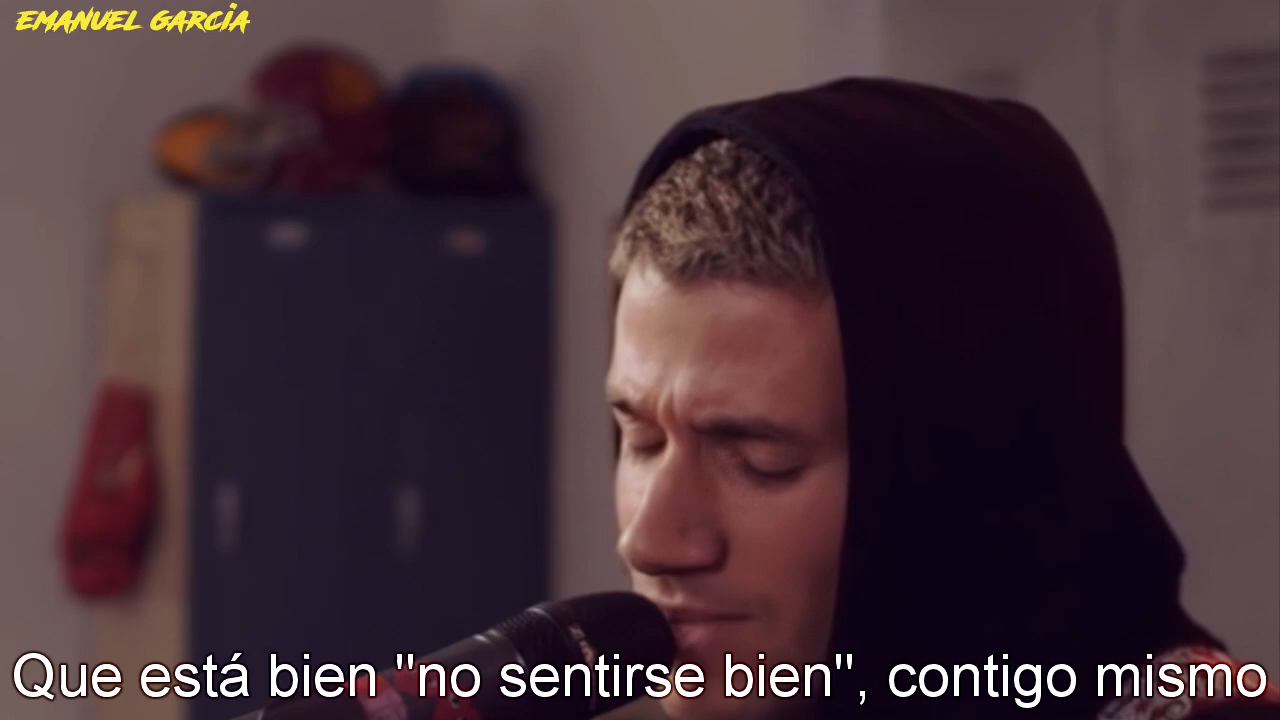 EMANUEL GARCÍA
Que está bien "no sentirse bien", contigo mismo